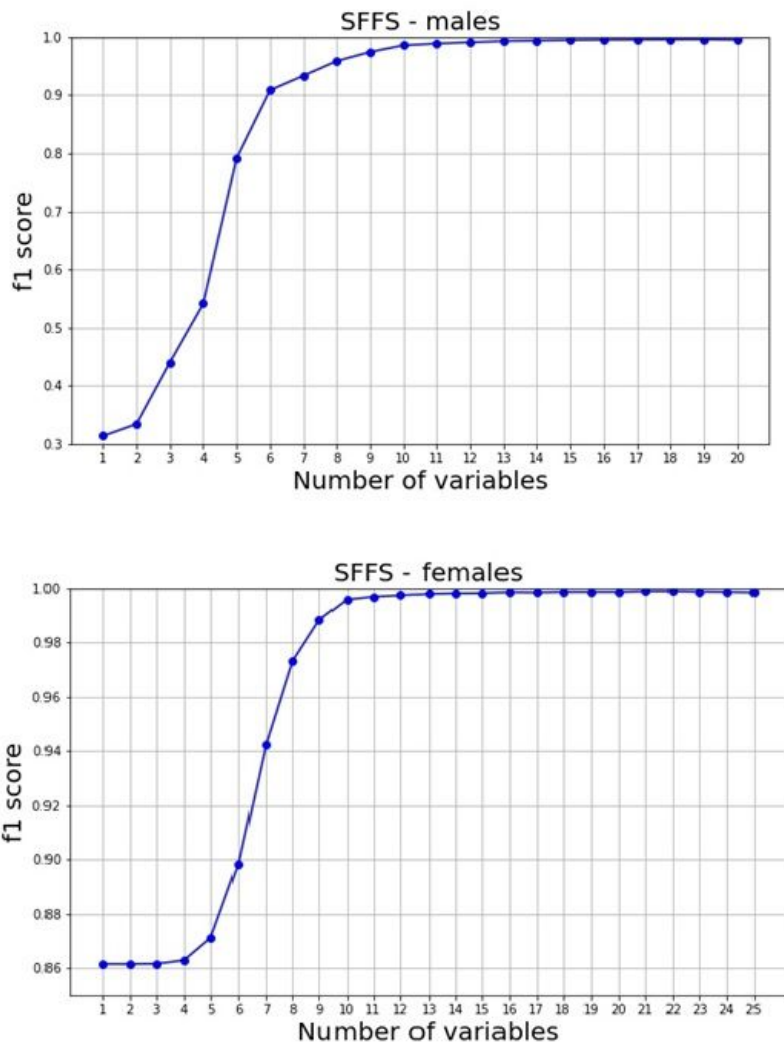 SFFS - males
1.0
0.9
0.8
0.7
0.6
0.5
0.4
0.3
f1 score
1 2 3 4 5 6 7 8 9 10 11 12 13 14 15 16 17 18 19 20
Number of variables
SFFS - females
1.00
0.98
0.96
0.94
0.92
0.90
0.88
0.86
f1 score
1 2 3 4 5 6 7 8 9 10 11 12 13 14 15 16 17 18 19 20 21 22 23 24 25
Number of variables